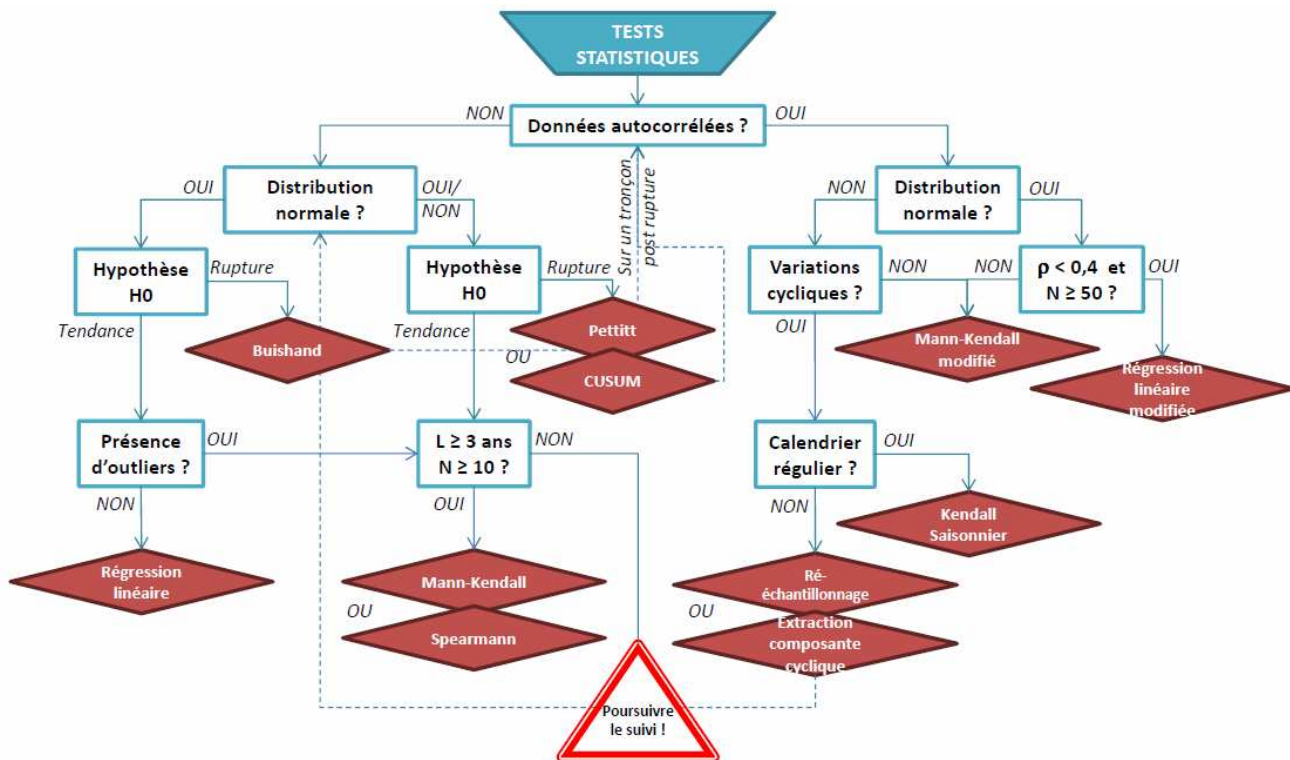 TESTS
STATISTIQUES
NON
Données autocorrélées ?
OUI
OUI
Distribution
normale ?
OUI/
NON
Sur un tronçon
post rupture
NON
Distribution
normale ?
OUI
Hypothèse
H0
Rupture
Hypothèse
H0
Rupture
Variations
cycliques ?
NON
NON
ρ < 0,4 et
N ≥ 50 ?
OUI
Tendance
Buishand
Tendance
Pettitt
OU
CUSUM
OUI
Mann-Kendall
modifié
Régression
linéaire
modifiée
Présence
d'outliers ?
OUI
L ≥ 3 ans
N ≥ 10 ?
NON
Calendrier
régulier ?
OUI
NON
OUI
NON
Kendall
Saisonnier
Régression
linéaire
Mann-Kendall
OU
Spearmann
Ré-
échantillonnage
OU
Extraction
composante
cyclique
Poursuivre
le suivi !